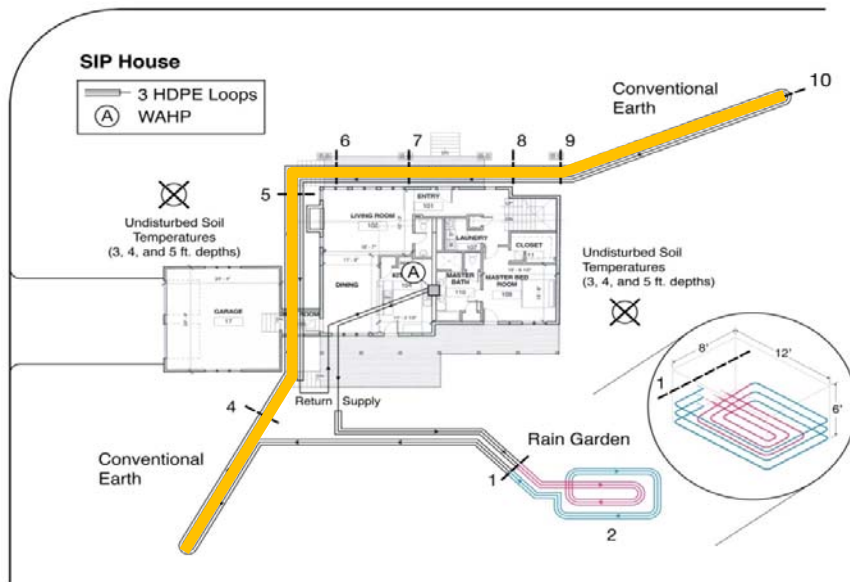 SIP House
3 HDPE Loops
A WAHP
Conventional
Earth
10
6
7
8
9
5
Undisturbed Soil
Temperatures
(3, 4, and 5 ft. depths)
ENTRY
101
LIVING ROOM
LAUNDRY
CLOSET
A
DINING
MASTER
BATH
MASTER BED
ROOM
GARAGE
Undisturbed Soil
Temperatures
(3, 4, and 5 ft. depths)
8'
12'
1
6'
Return
Supply
4
Conventional
Earth
Rain Garden
1
2